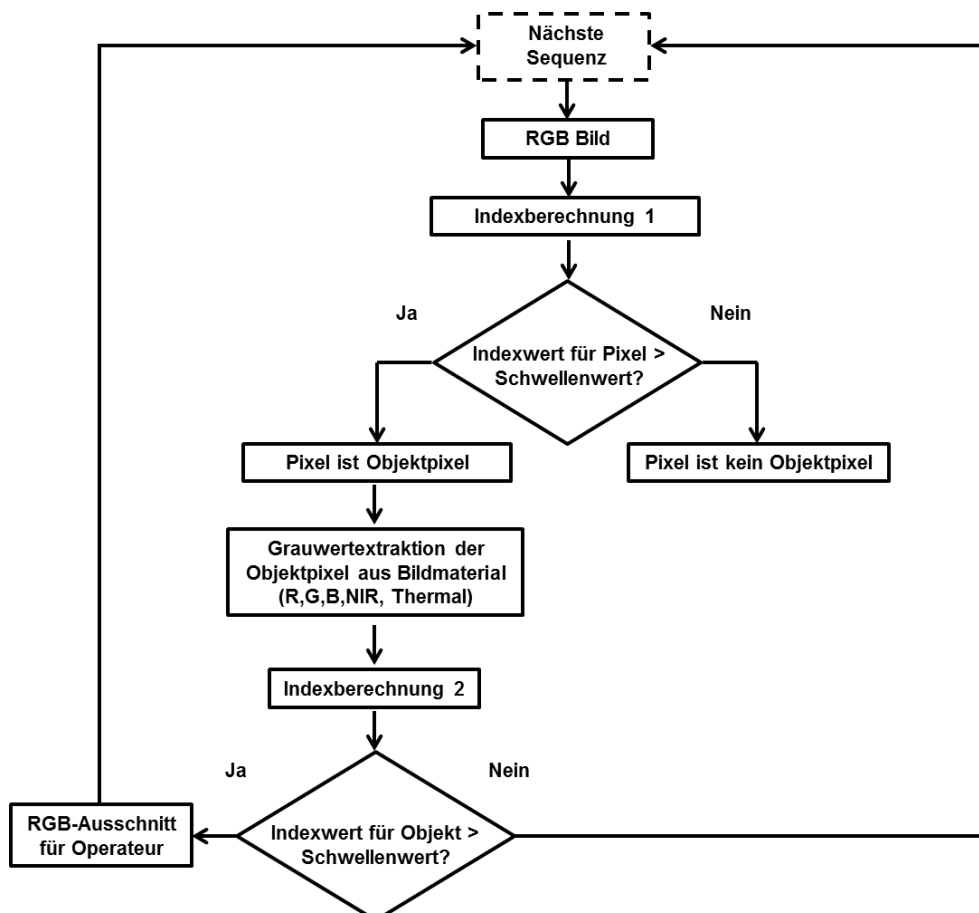 Nächste
Sequenz
RGB Bild
Indexberechnung 1
Ja
Nein
Indexwert für Pixel >
Schwellenwert?
Pixel ist Objektpixel
Pixel ist kein Objektpixel
Grauwertextraktion der
Objektpixel aus Bildmaterial
(R,G,B,NIR, Thermal)
Indexberechnung 2
Ja
Nein
RGB-Ausschnitt
für Operateur
Indexwert für Objekt >
Schwellenwert?